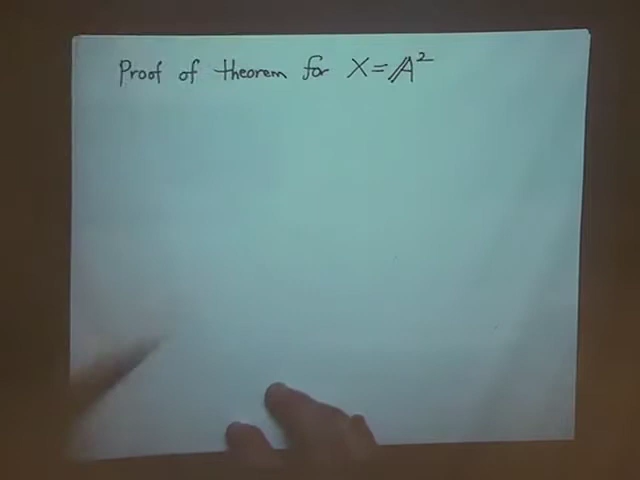 Proof of theorem for X = 𝔸²